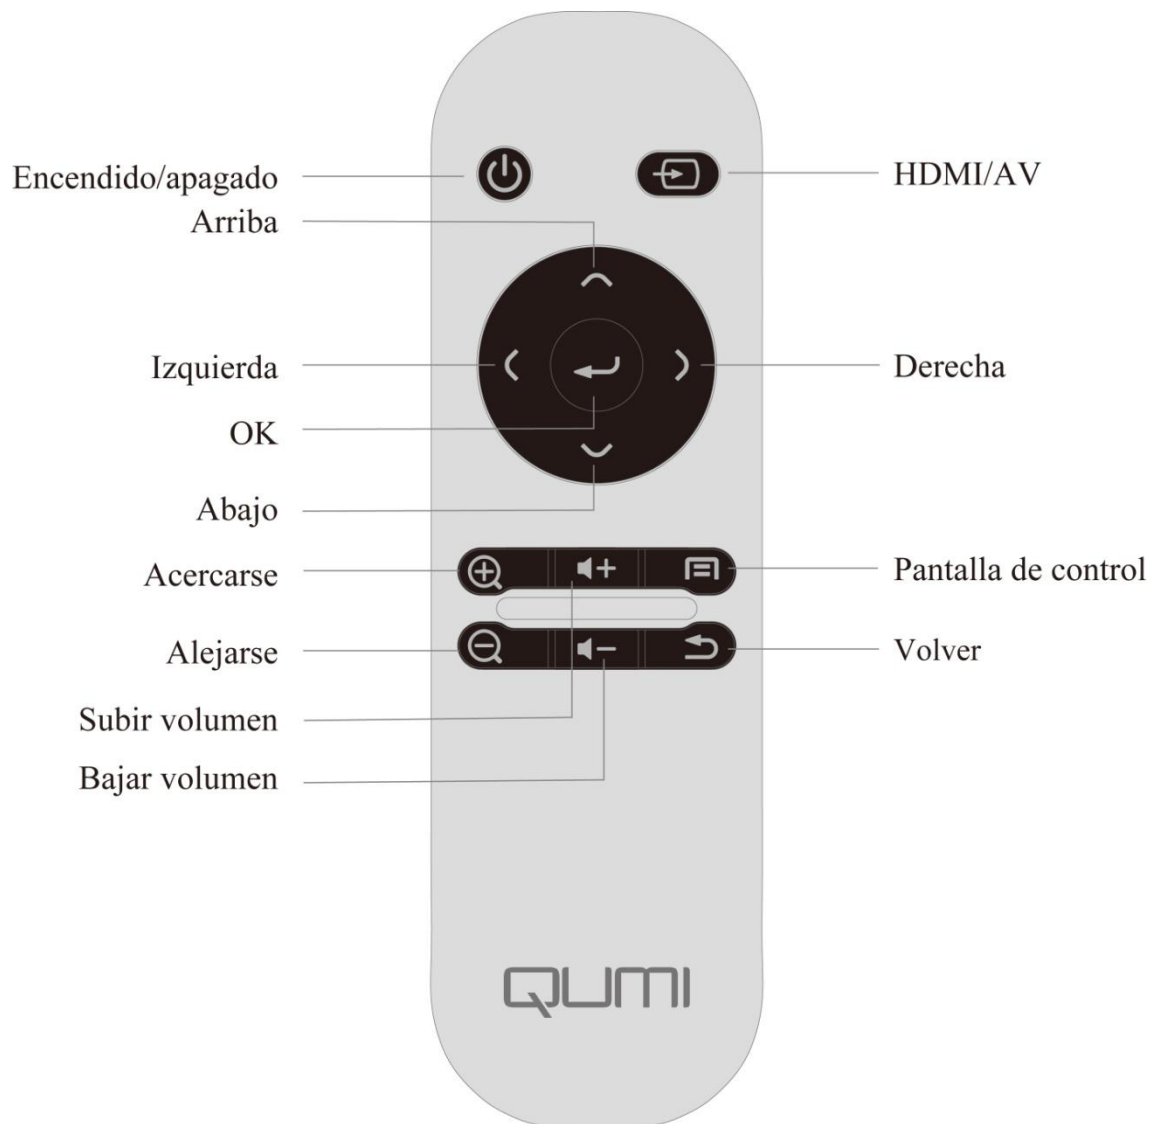 Encendido/apagado
HDMI/AV
Arriba
Izquierda
Derecha
OK
Abajo
Acercarse
Pantalla de control
Alejarse
Volver
Subir volumen
Bajar volumen
QUMI